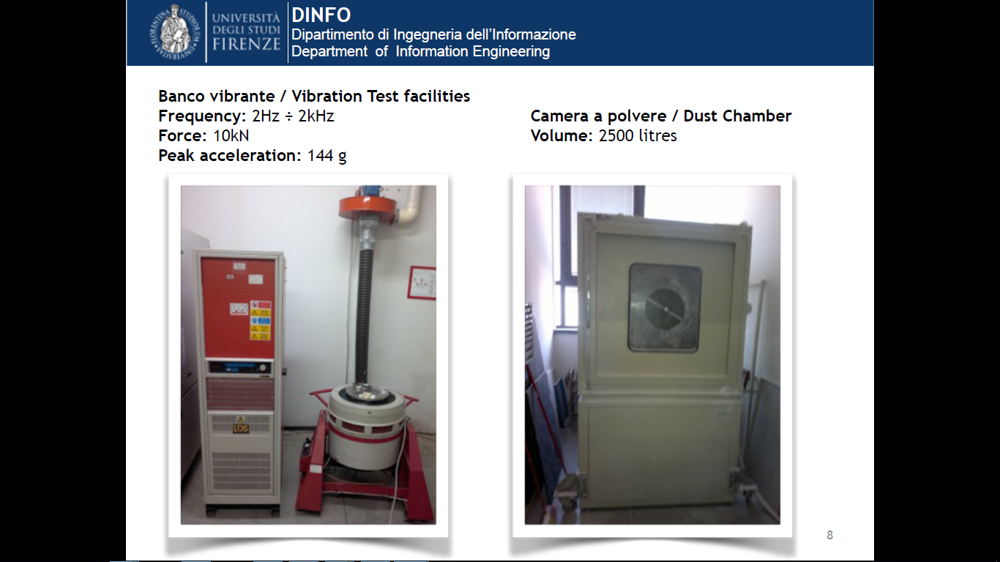 UNIVERSITÀ
DEGLI STUDI
FIRENZE
DINFO
Dipartimento di Ingegneria dell'Informazione
Department of Information Engineering
Banco vibrante / Vibration Test facilities
Frequency: 2Hz ÷ 2kHz
Force: 10kN
Peak acceleration: 144 g
Camera a polvere / Dust Chamber
Volume: 2500 litres
LDS
LDS
8